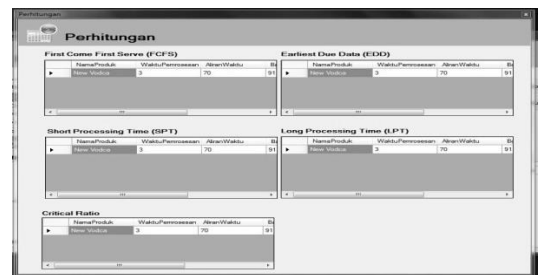 Perhitungan
Perhitungan
First Come First Serve (FCFS)
NamaProduk WaktuPemrosesan AliranWaktu
New Vodca 3 70 91
Earliest Due Data (EDD)
NamaProduk WaktuPemrosesan AliranWaktu
New Vodca 3 70 91
Short Processing Time (SPT)
NamaProduk WaktuPemrosesan AliranWaktu
New Vodca 3 70 91
Long Processing Time (LPT)
NamaProduk WaktuPemrosesan AliranWaktu
New Vodca 3 70 91
Critical Ratio
NamaProduk WaktuPemrosesan AliranWaktu
New Vodca 3 70 91